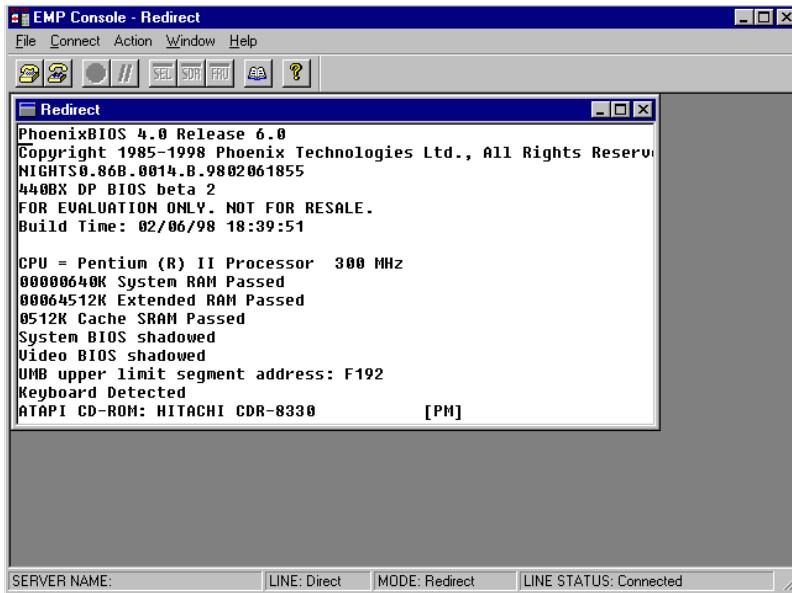 EMP Console - Redirect
File Connect Action Window Help
SEL SDR FRU
Redirect
PhoenixBIOS 4.0 Release 6.0
Copyright 1985-1998 Phoenix Technologies Ltd., All Rights Reserv
NIGHTS0.86B.0014.B.9802061855
440BX DP BIOS beta 2
FOR EVALUATION ONLY. NOT FOR RESALE.
Build Time: 02/06/98 18:39:51
CPU = Pentium (R) II Processor 300 MHz
00000640K System RAM Passed
00064512K Extended RAM Passed
0512K Cache SRAM Passed
System BIOS shadowed
Video BIOS shadowed
UMB upper limit segment address: F192
Keyboard Detected
ATAPI CD-ROM: HITACHI CDR-8330 [PM]
SERVER NAME: LINE: Direct MODE: Redirect LINE STATUS: Connected